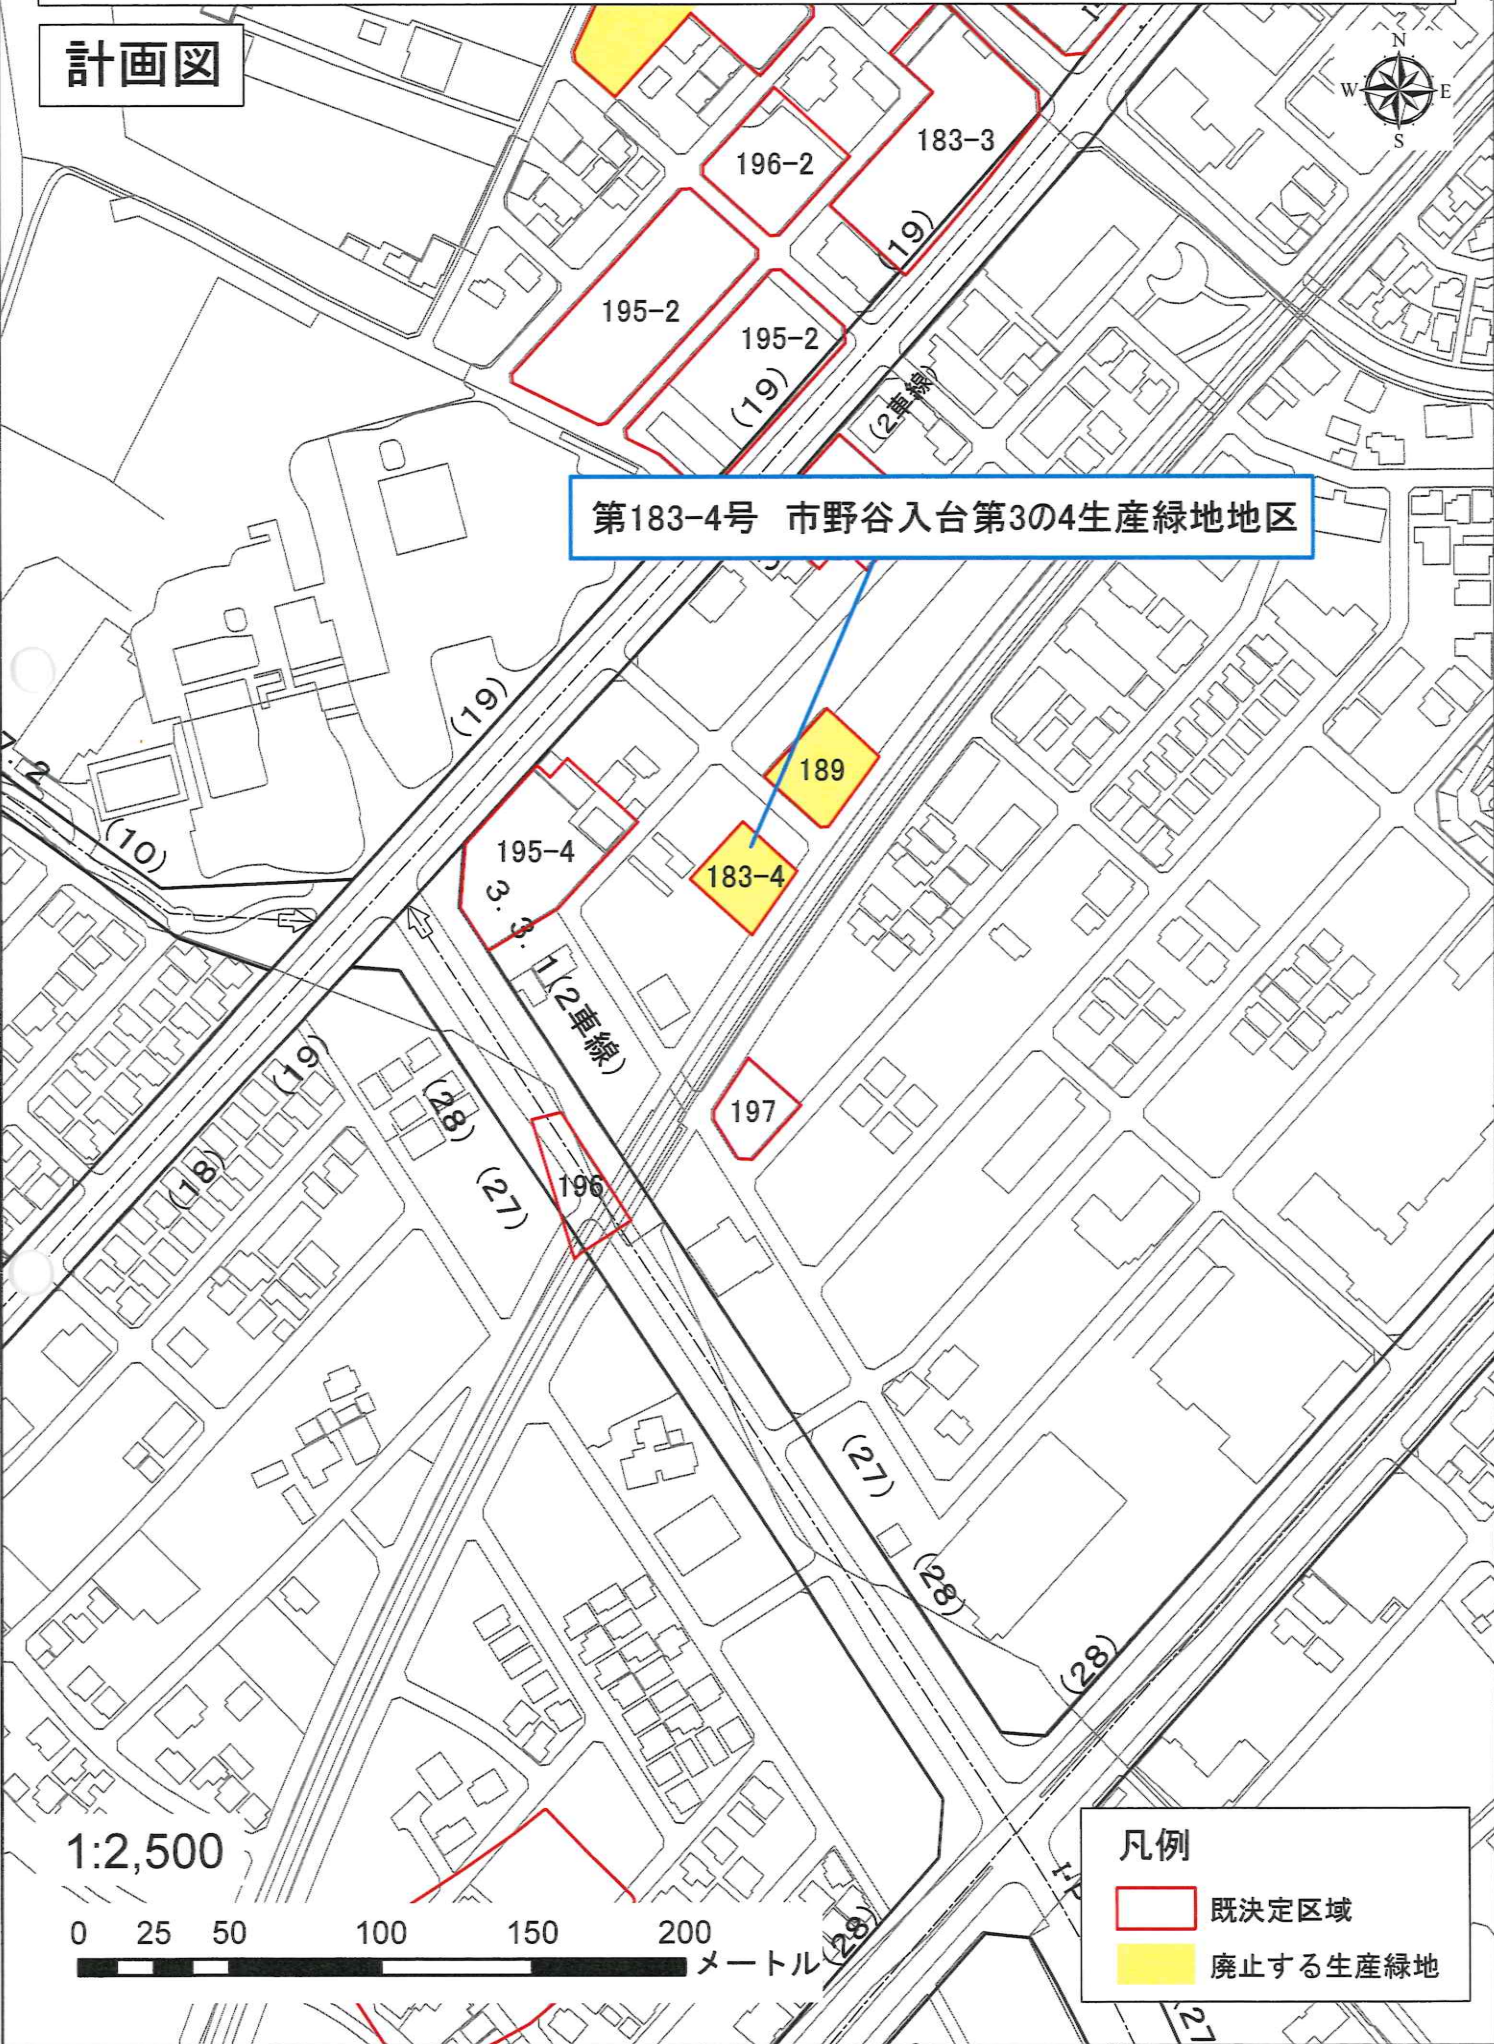 計画図
N
W
E
S
183-3
196-2
(19)
195-2
195-2
(19)
(2車線)
第183-4号 市野谷入台第3の4生産緑地地区
(19)
189
(10)
195-4
183-4
3. 3. 1(2車線)
(19)
(28)
197
(18)
(27)
196
(27)
(28)
(28)
1:2,500
凡例
既決定区域
廃止する生産緑地
0 25 50 100 150 200
メートル
(28)